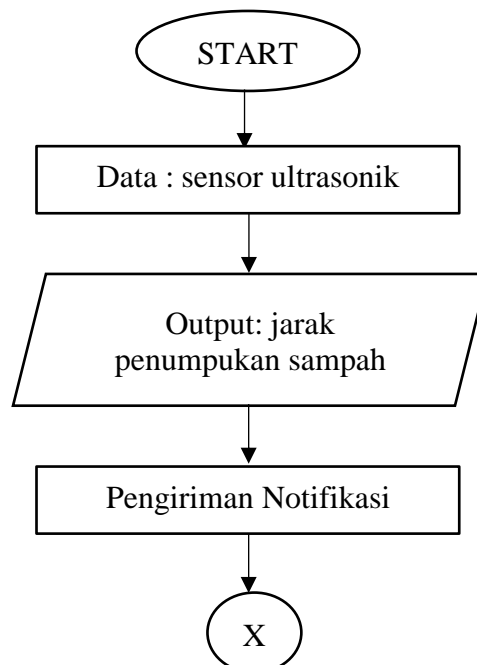 START
Data : sensor ultrasonik
Output: jarak
penumpukan sampah
Pengiriman Notifikasi
X